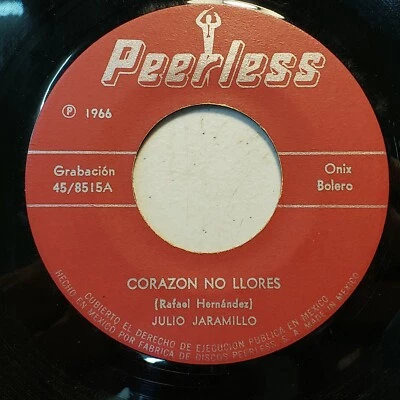 Peerless
℗ 1966
Grabación
45/8515A
Onix
Bolero
CORAZON NO LLORES
(Rafael Hernández)
JULIO JARAMILLO
CUBIERTO EL DERECHO DE EJECUCION PUBLICA EN MEXICO
HECHO EN MEXICO POR FABRICA DE DISCOS PEERLESS S. A. MADE IN MEXICO